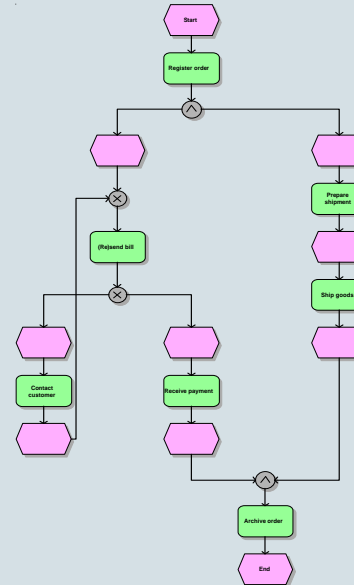 Start
Register order
Prepare
shipment
(Re)send bill
Ship goods
Contact
customer
Receive payment
Archive order
End